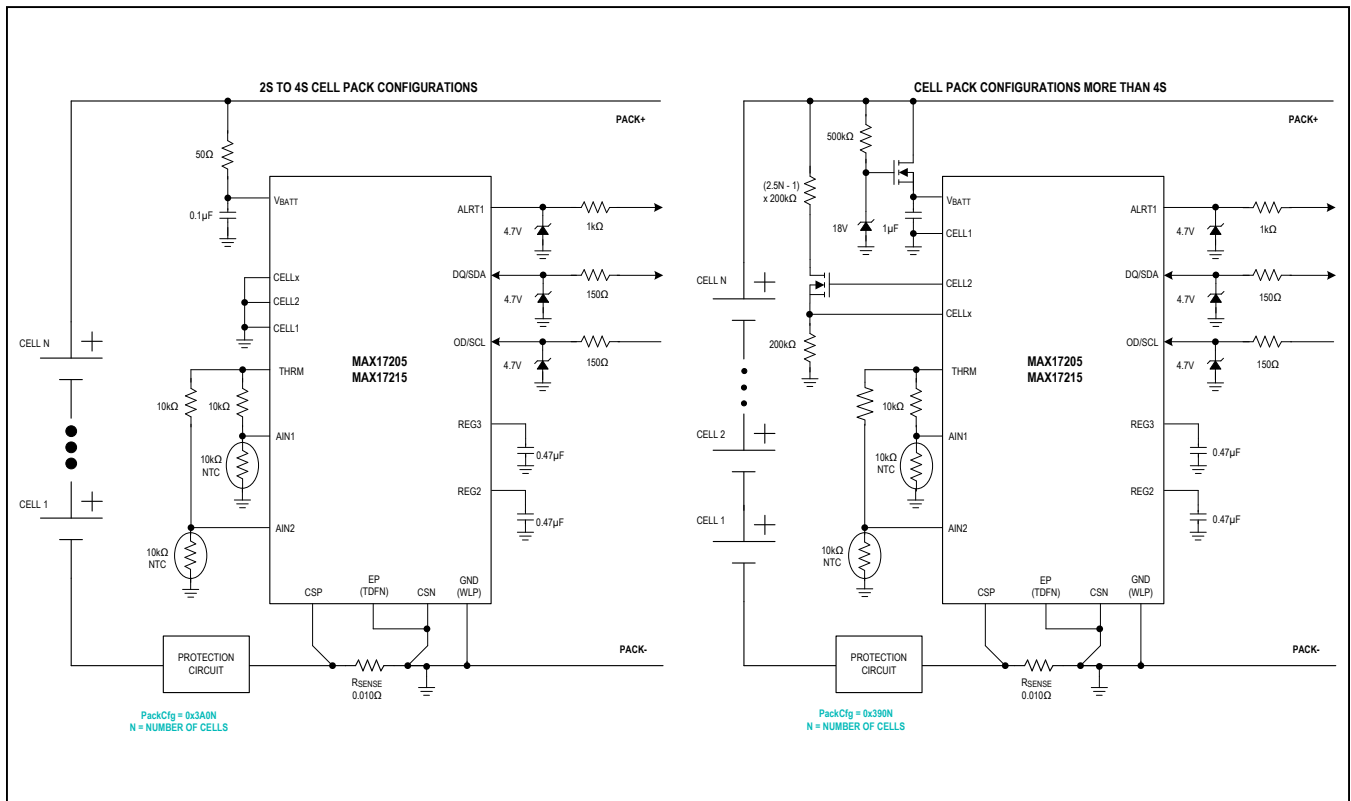 2S TO 4S CELL PACK CONFIGURATIONS
PACK+
50Ω
0.1µF
VBATT
CELLx
CELL2
CELL1
THRM
10kΩ
10kΩ
AIN1
10kΩ
NTC
AIN2
10kΩ
NTC
CELL N
CELL 1
MAX17205
MAX17215
ALRT1
4.7V
1kΩ
DQ/SDA
4.7V
150Ω
OD/SCL
4.7V
150Ω
REG3
0.47µF
REG2
0.47µF
CSP
EP
(TDFN)
CSN
GND
(WLP)
PROTECTION
CIRCUIT
RSENSE
0.010Ω
PACK-
PackCfg = 0x3A0N
N = NUMBER OF CELLS
CELL PACK CONFIGURATIONS MORE THAN 4S
PACK+
500kΩ
(2.5N - 1)
x 200kΩ
18V
1µF
VBATT
CELL1
CELL2
CELLx
200kΩ
THRM
10kΩ
AIN1
10kΩ
NTC
AIN2
10kΩ
NTC
CELL N
CELL 2
CELL 1
MAX17205
MAX17215
ALRT1
4.7V
1kΩ
DQ/SDA
4.7V
150Ω
OD/SCL
4.7V
150Ω
REG3
0.47µF
REG2
0.47µF
CSP
EP
(TDFN)
CSN
GND
(WLP)
PROTECTION
CIRCUIT
RSENSE
0.010Ω
PACK-
PackCfg = 0x390N
N = NUMBER OF CELLS